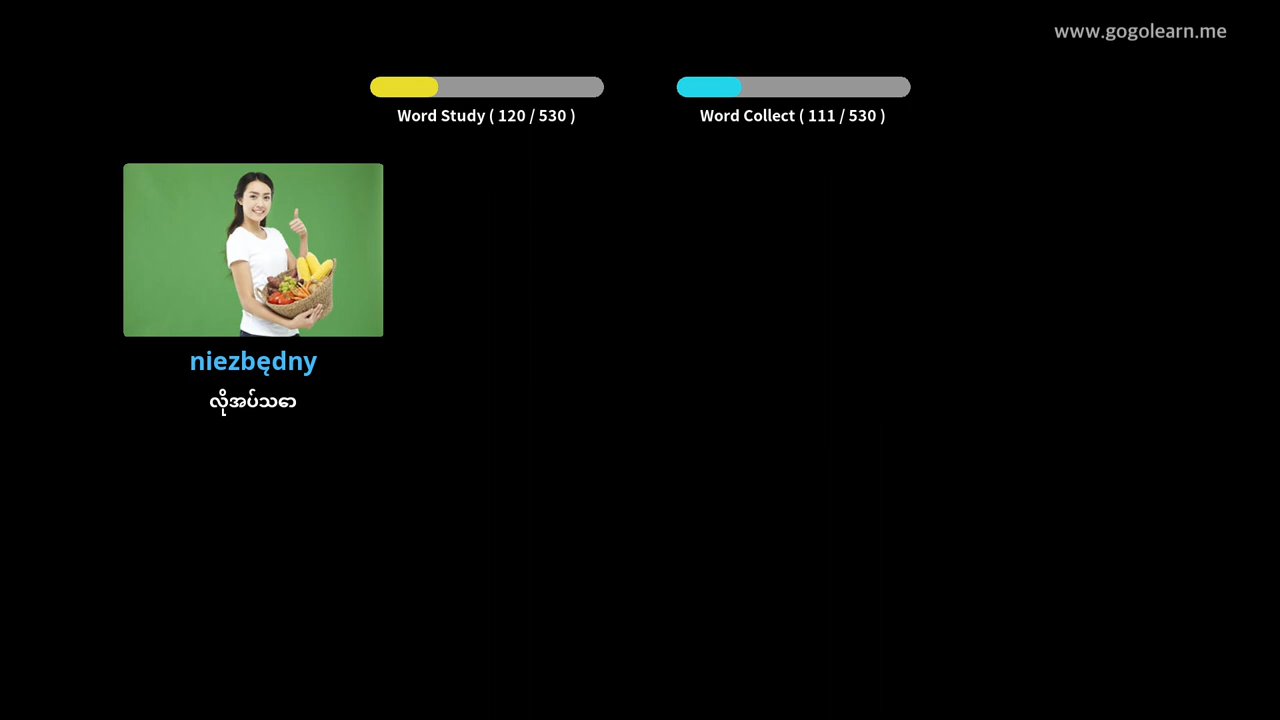 www.gogolearn.me
Word Study ( 120 / 530 )
Word Collect ( 111 / 530 )
niezbędny
လိုအပ်သော